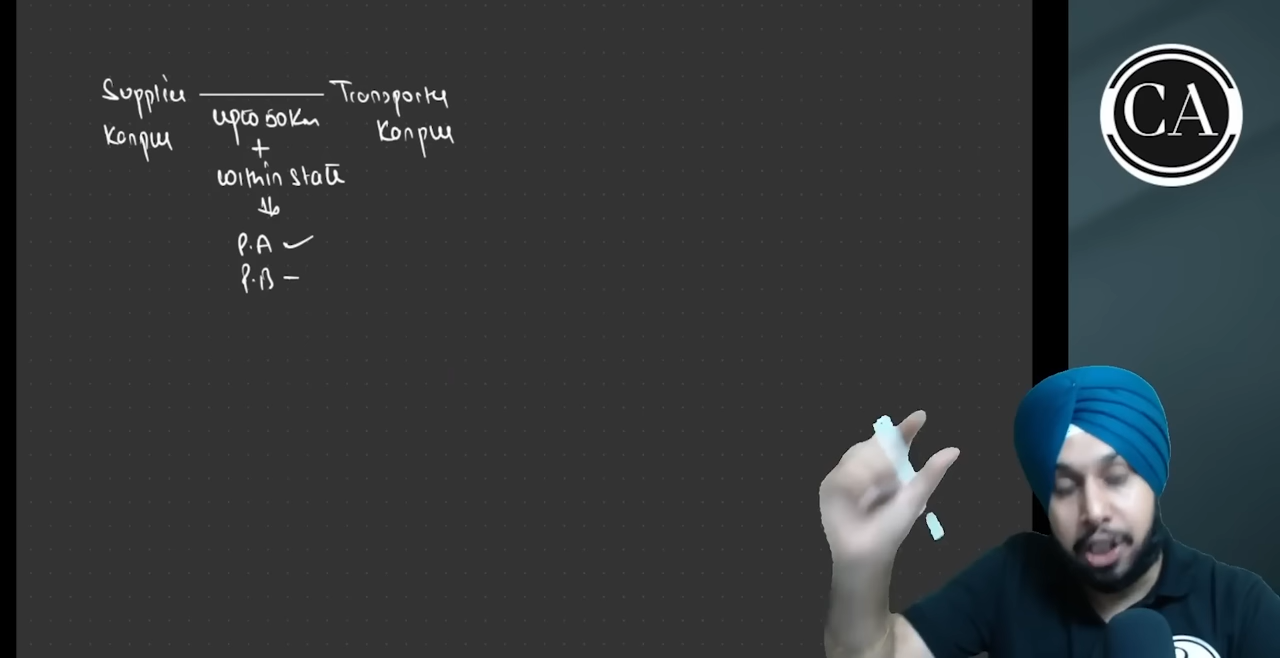 Supplier Transporter
upto 50Km
Kanpur Kanpur
+
within state
P.A ✓
P.B –
CA